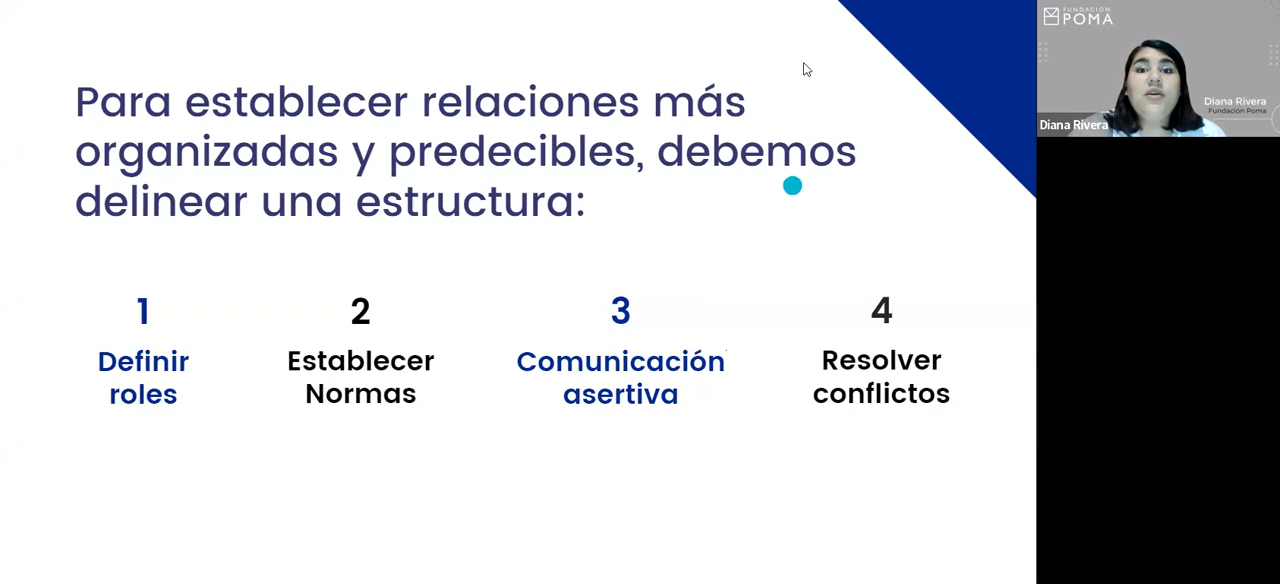 Para establecer relaciones más
organizadas y predecibles, debemos
delinear una estructura:
1
Definir
roles
2
Establecer
Normas
3
Comunicación
asertiva
4
Resolver
conflictos
FUNDACIÓN
POMA
Diana Rivera
Fundación Poma
Diana Rivera